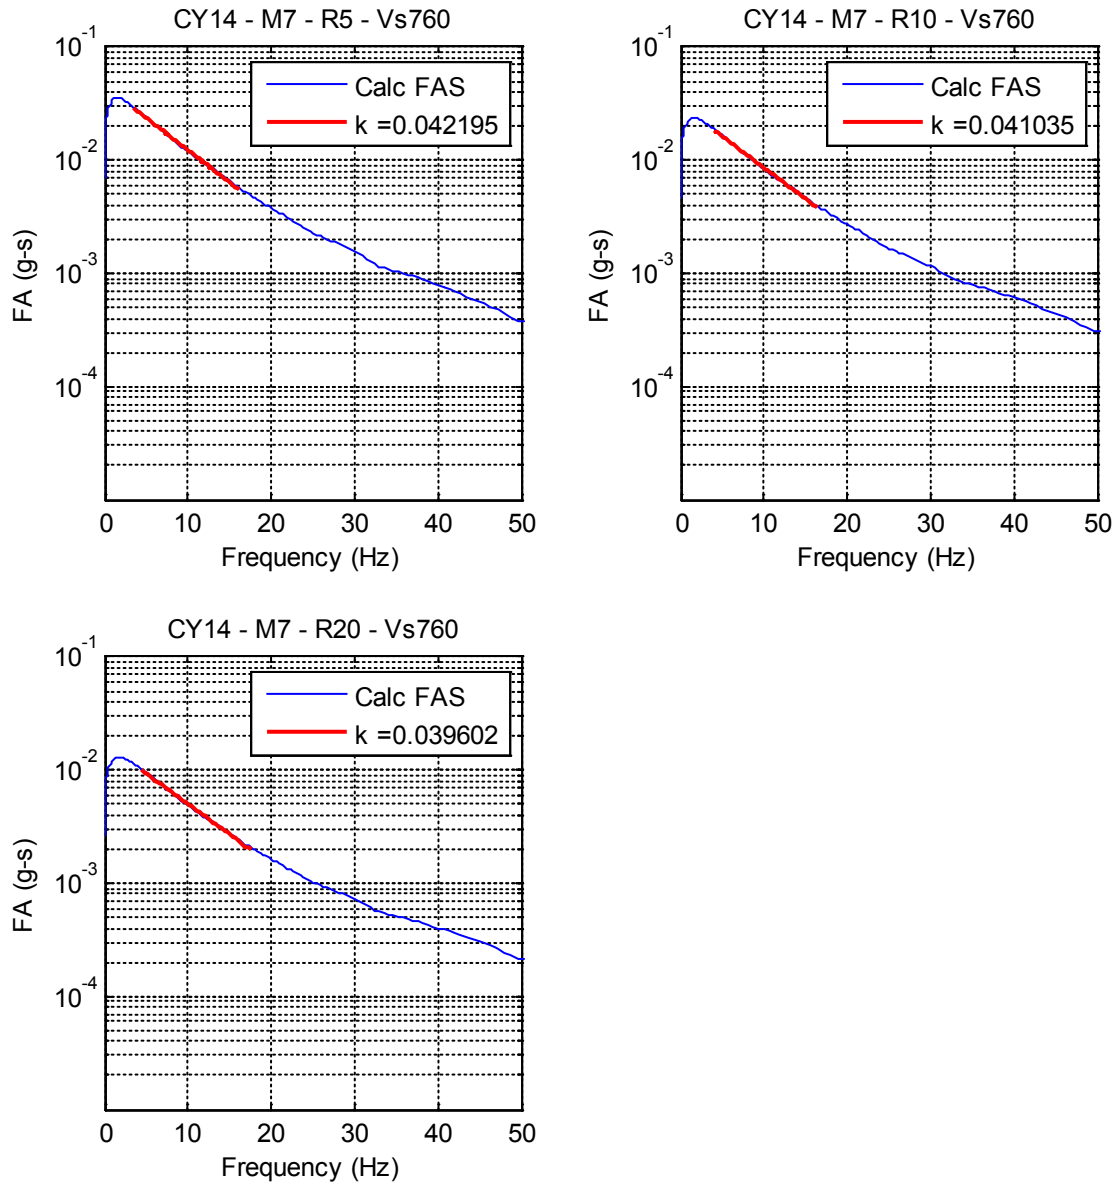 CY14 - M7 - R5 - Vs760
10-1
10-2
10-3
10-4
FA (g-s)
Calc FAS
k =0.042195
0 10 20 30 40 50
Frequency (Hz)
CY14 - M7 - R10 - Vs760
10-1
10-2
10-3
10-4
FA (g-s)
Calc FAS
k =0.041035
0 10 20 30 40 50
Frequency (Hz)
CY14 - M7 - R20 - Vs760
10-1
10-2
10-3
10-4
FA (g-s)
Calc FAS
k =0.039602
0 10 20 30 40 50
Frequency (Hz)